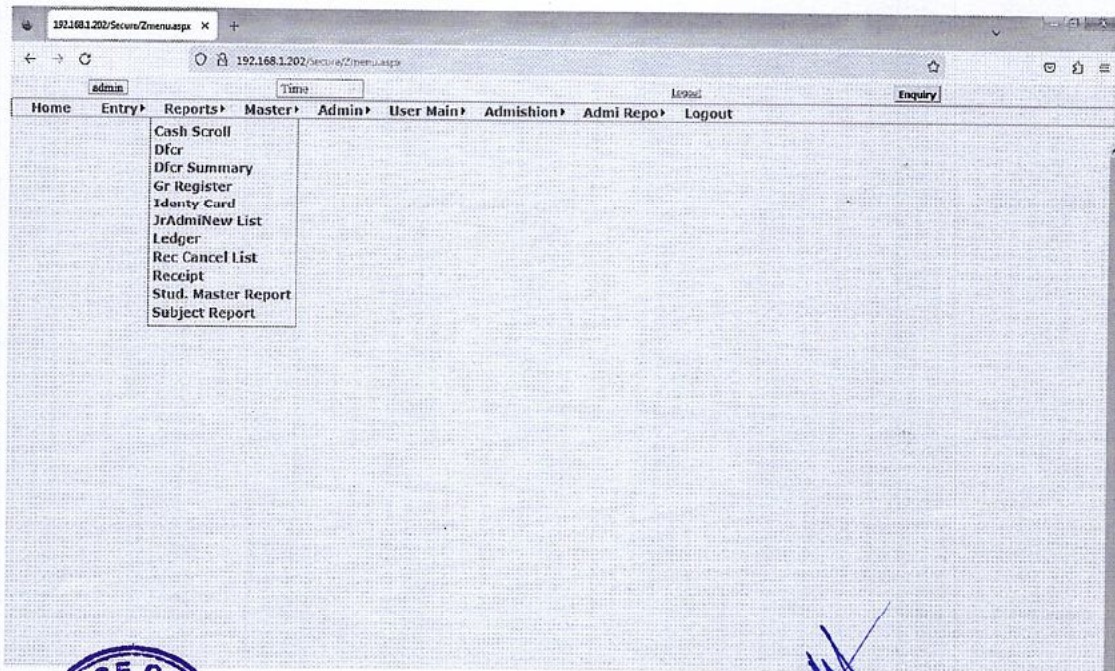 192.168.1.202/Secure/Zmenu.aspx × +
192.168.1.202/Secure/Zmenu.aspx
admin Time Logout Enquiry
Home Entry Reports Master Admin User Main Admishion Admi Repo Logout
Cash Scroll
Dfcr
Dfcr Summary
Gr Register
Identy Card
JrAdmiNew List
Ledger
Rec Cancel List
Receipt
Stud. Master Report
Subject Report